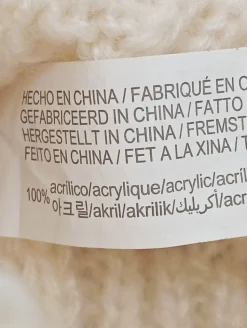 HECHO EN CHINA / FABRIQUÉ EN C
GEFABRICEERD IN CHINA / FATTO
HERGESTELLT IN CHINA / FREMST
FEITO EN CHINA / FET A LA XINA / T
100% acrílico/acrylique/acrylic/acríl
아크릴/akril/akrilik/أكريليك/acr